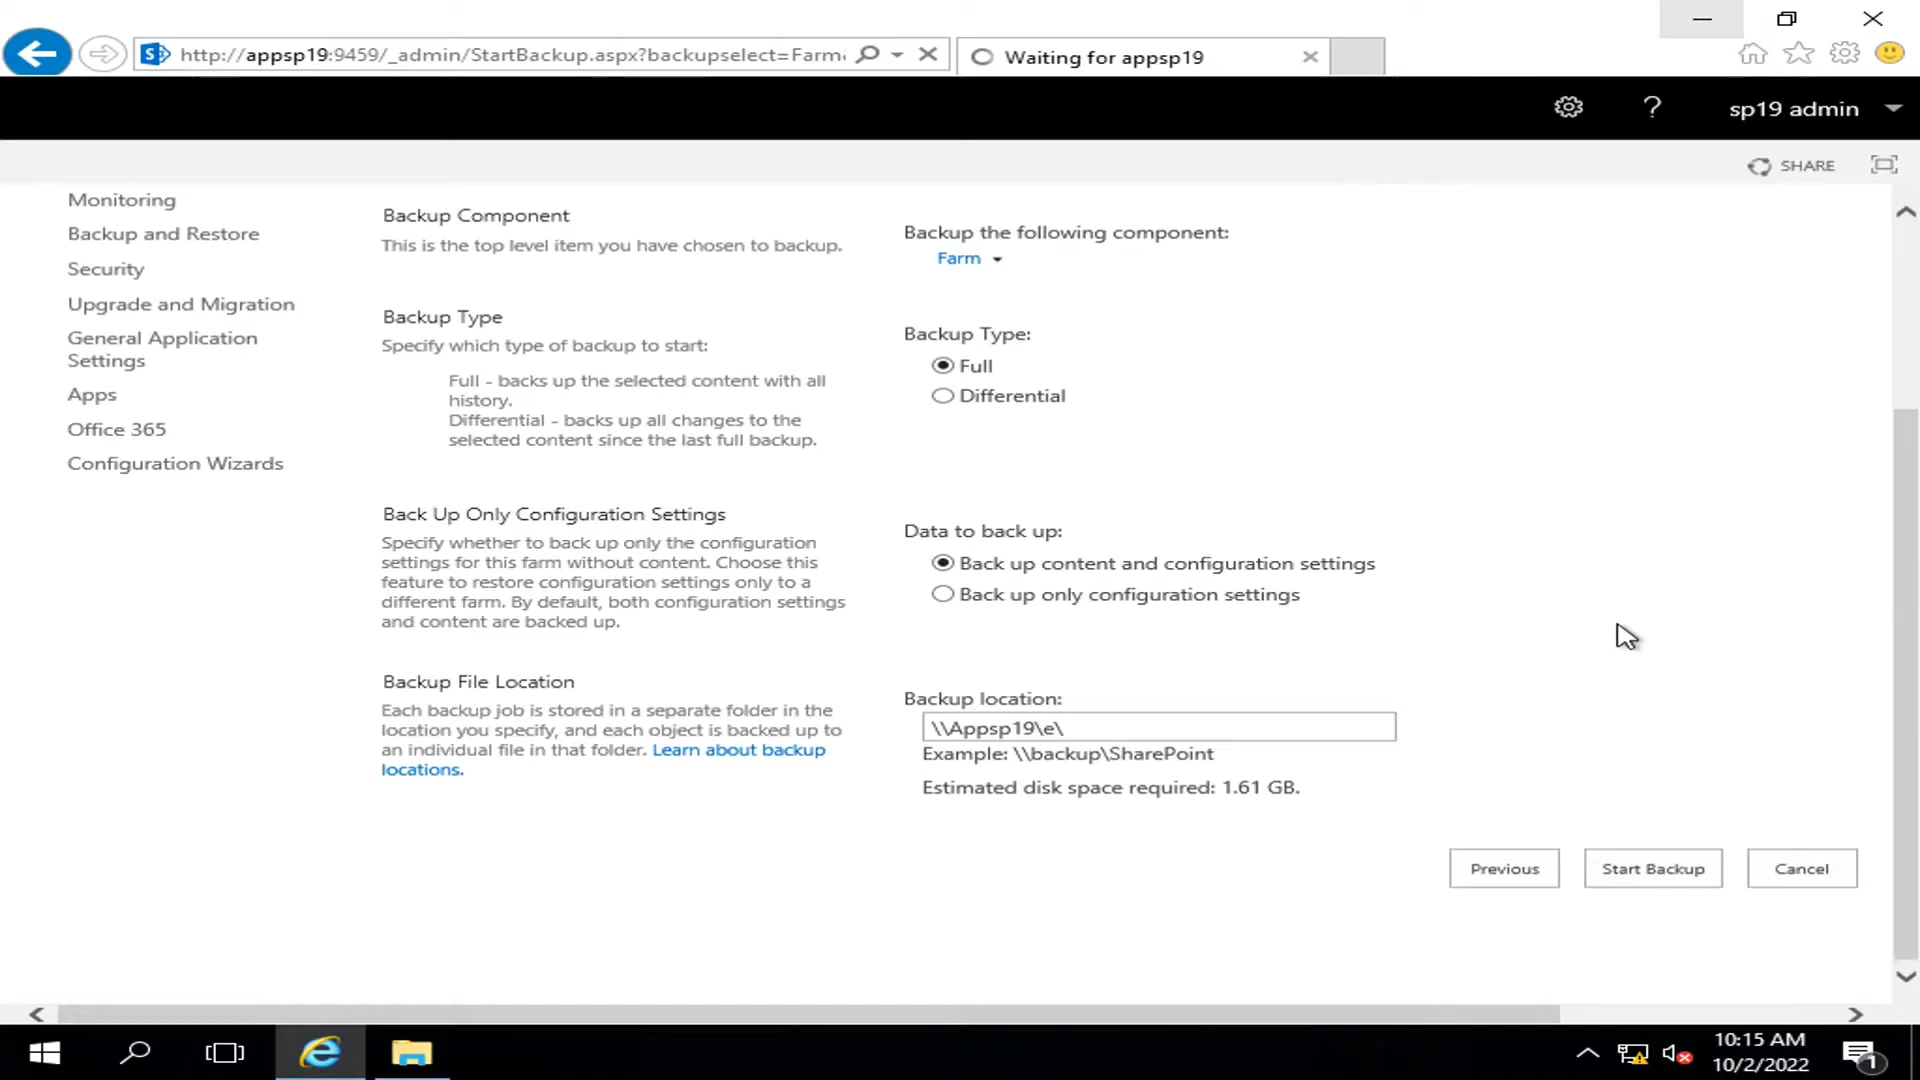 http://appsp19:9459/_admin/StartBackup.aspx?backupselect=Farm
Waiting for appsp19
sp19 admin
SHARE
Monitoring
Backup and Restore
Security
Upgrade and Migration
General Application
Settings
Apps
Office 365
Configuration Wizards
Backup Component
This is the top level item you have chosen to backup.
Backup the following component:
Farm
Backup Type
Specify which type of backup to start:
Full - backs up the selected content with all
history.
Differential - backs up all changes to the
selected content since the last full backup.
Backup Type:
Full
Differential
Back Up Only Configuration Settings
Specify whether to back up only the configuration
settings for this farm without content. Choose this
feature to restore configuration settings only to a
different farm. By default, both configuration settings
and content are backed up.
Data to back up:
Back up content and configuration settings
Back up only configuration settings
Backup File Location
Each backup job is stored in a separate folder in the
location you specify, and each object is backed up to
an individual file in that folder. Learn about backup
locations.
Backup location:
\\Appsp19\e\
Example: \\backup\SharePoint
Estimated disk space required: 1.61 GB.
Previous
Start Backup
Cancel
10:15 AM
10/2/2022
1